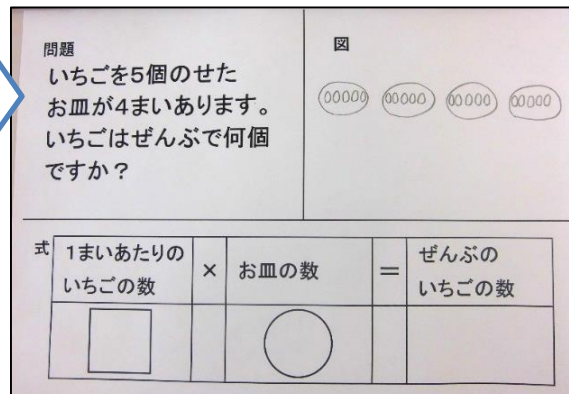 問題
いちごを5個のせた
お皿が4まいあります。
いちごはぜんぶで何個
ですか？
図
式
1まいあたりの
いちごの数
×
お皿の数
＝
ぜんぶの
いちごの数